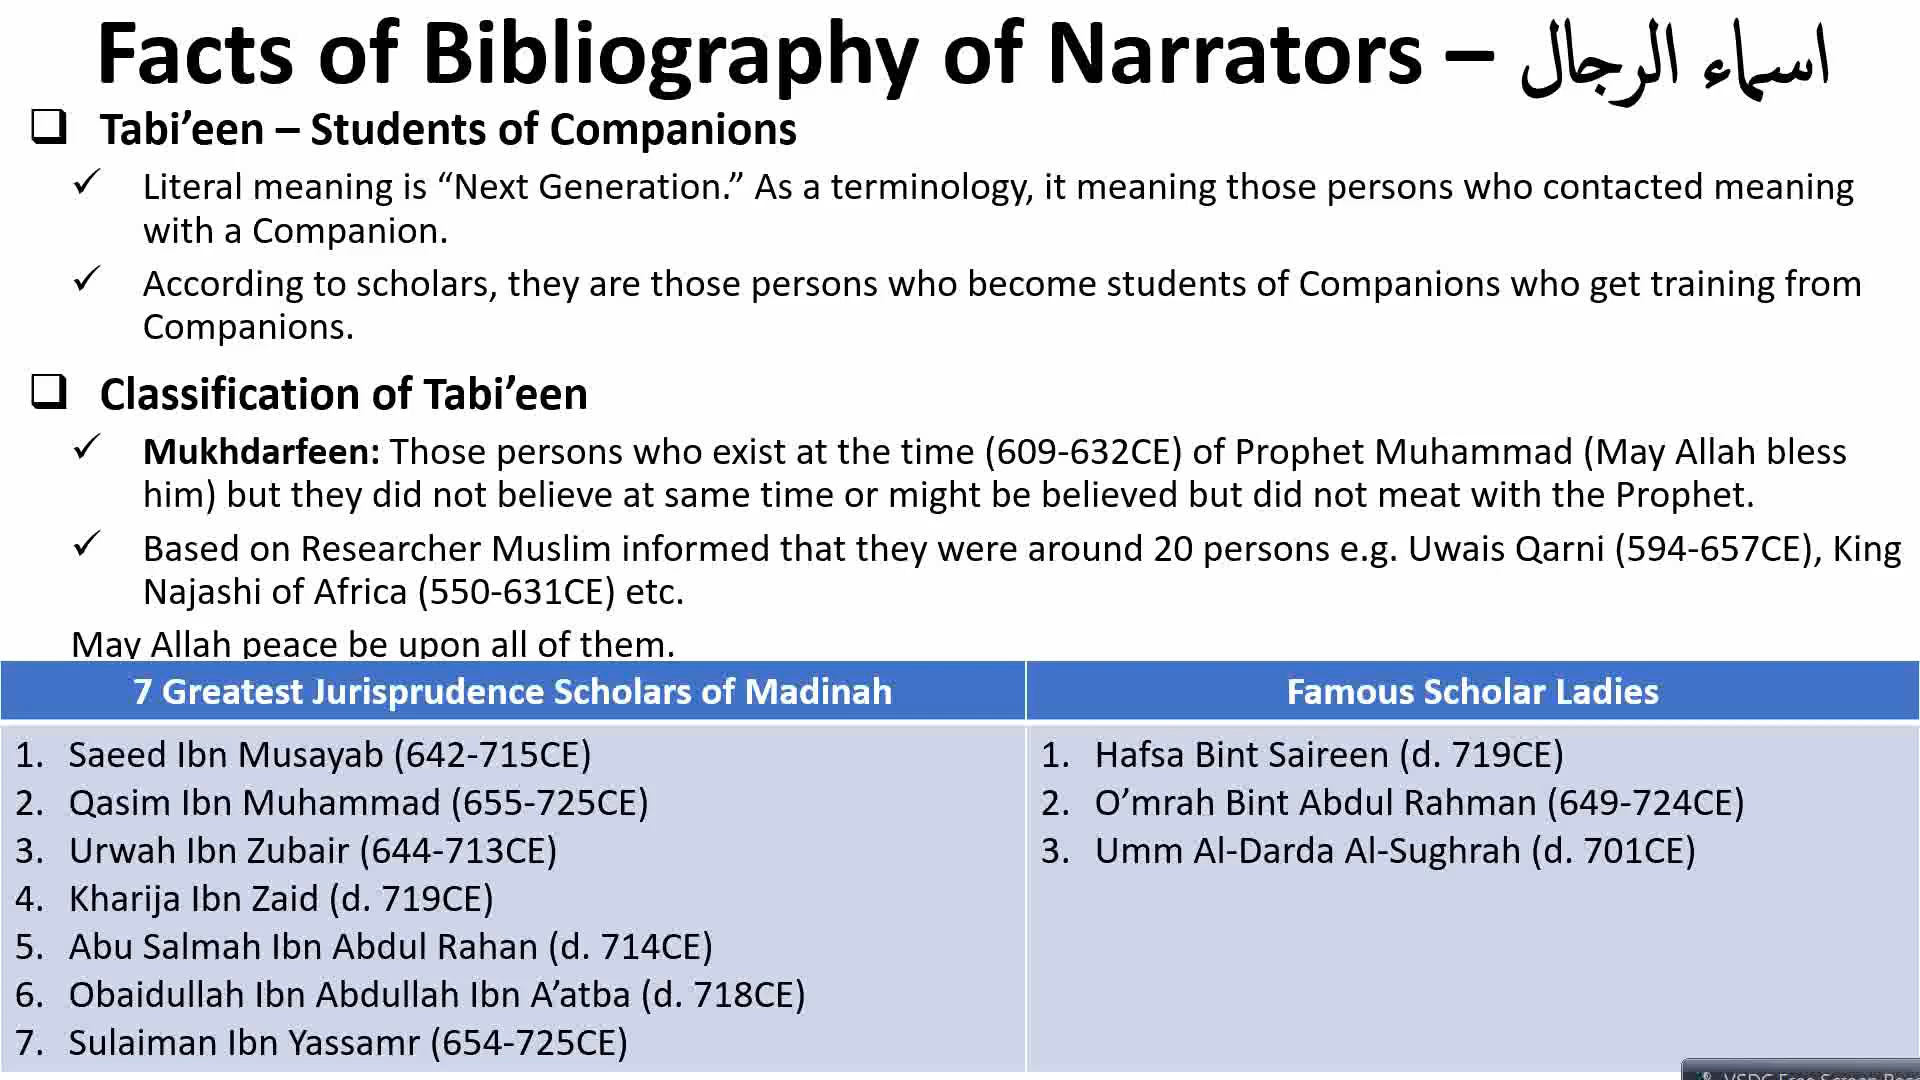 Facts of Bibliography of Narrators – اسماء الرجال
Tabi’een – Students of Companions
Literal meaning is “Next Generation.” As a terminology, it meaning those persons who contacted meaning
with a Companion.
According to scholars, they are those persons who become students of Companions who get training from
Companions.
Classification of Tabi’een
Mukhdarfeen: Those persons who exist at the time (609-632CE) of Prophet Muhammad (May Allah bless
him) but they did not believe at same time or might be believed but did not meat with the Prophet.
Based on Researcher Muslim informed that they were around 20 persons e.g. Uwais Qarni (594-657CE), King
Najashi of Africa (550-631CE) etc.
May Allah peace be upon all of them.
7 Greatest Jurisprudence Scholars of Madinah
1. Saeed Ibn Musayab (642-715CE)
2. Qasim Ibn Muhammad (655-725CE)
3. Urwah Ibn Zubair (644-713CE)
4. Kharija Ibn Zaid (d. 719CE)
5. Abu Salmah Ibn Abdul Rahan (d. 714CE)
6. Obaidullah Ibn Abdullah Ibn A’atba (d. 718CE)
7. Sulaiman Ibn Yassamr (654-725CE)
Famous Scholar Ladies
1. Hafsa Bint Saireen (d. 719CE)
2. O’mrah Bint Abdul Rahman (649-724CE)
3. Umm Al-Darda Al-Sughrah (d. 701CE)
VSDC Free Screen